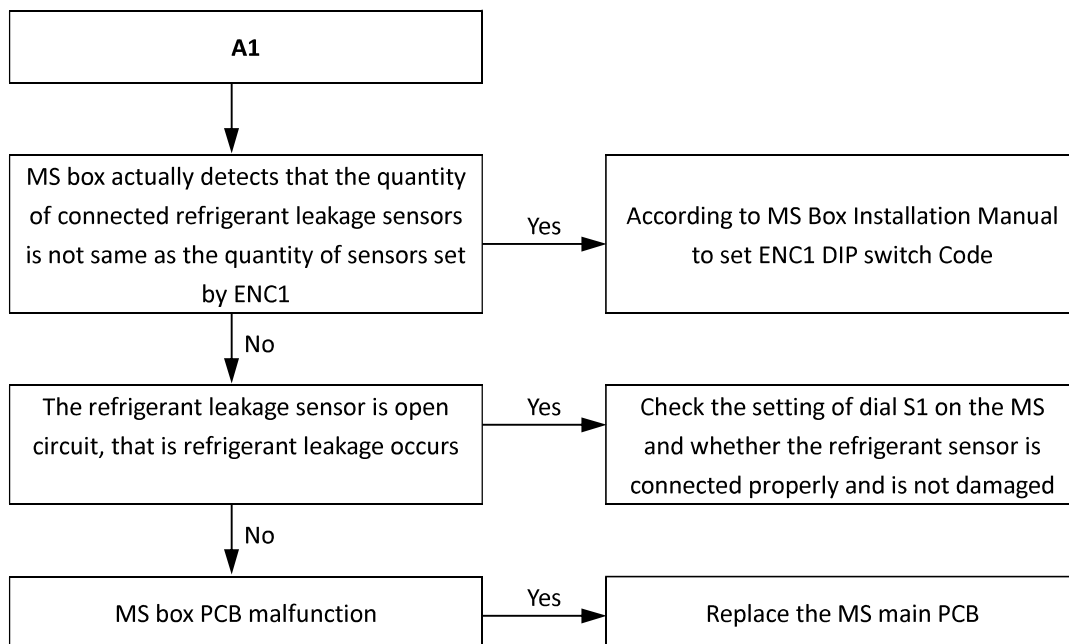 A1
MS box actually detects that the quantity
of connected refrigerant leakage sensors
is not same as the quantity of sensors set
by ENC1
Yes
According to MS Box Installation Manual
to set ENC1 DIP switch Code
No
The refrigerant leakage sensor is open
circuit, that is refrigerant leakage occurs
Yes
Check the setting of dial S1 on the MS
and whether the refrigerant sensor is
connected properly and is not damaged
No
MS box PCB malfunction
Yes
Replace the MS main PCB